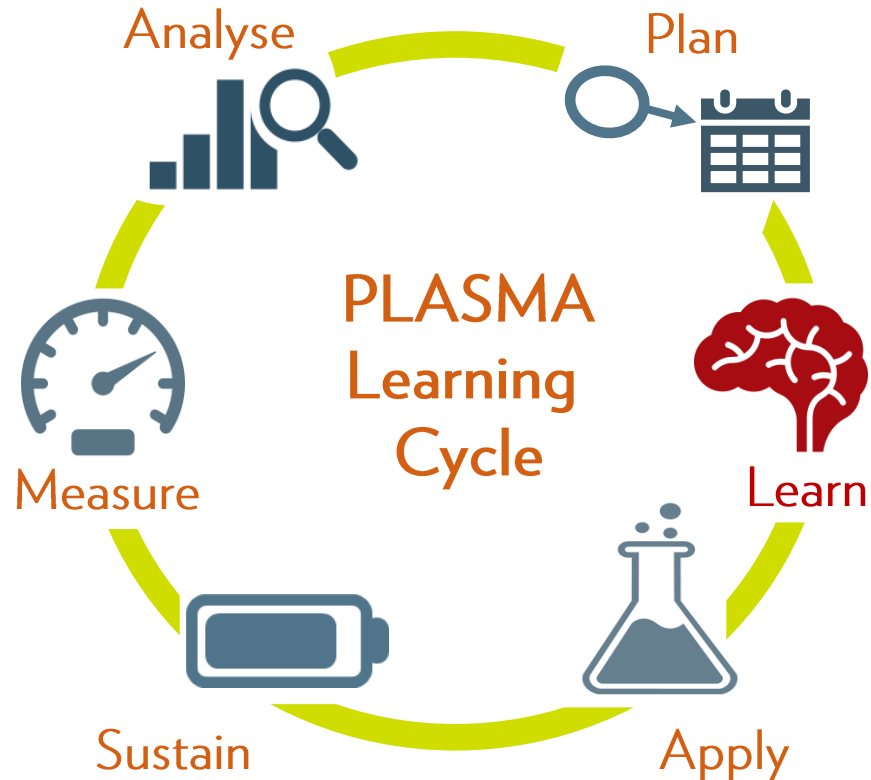 Analyse
Plan
PLASMA
Learning
Cycle
Measure
Learn
Sustain
Apply